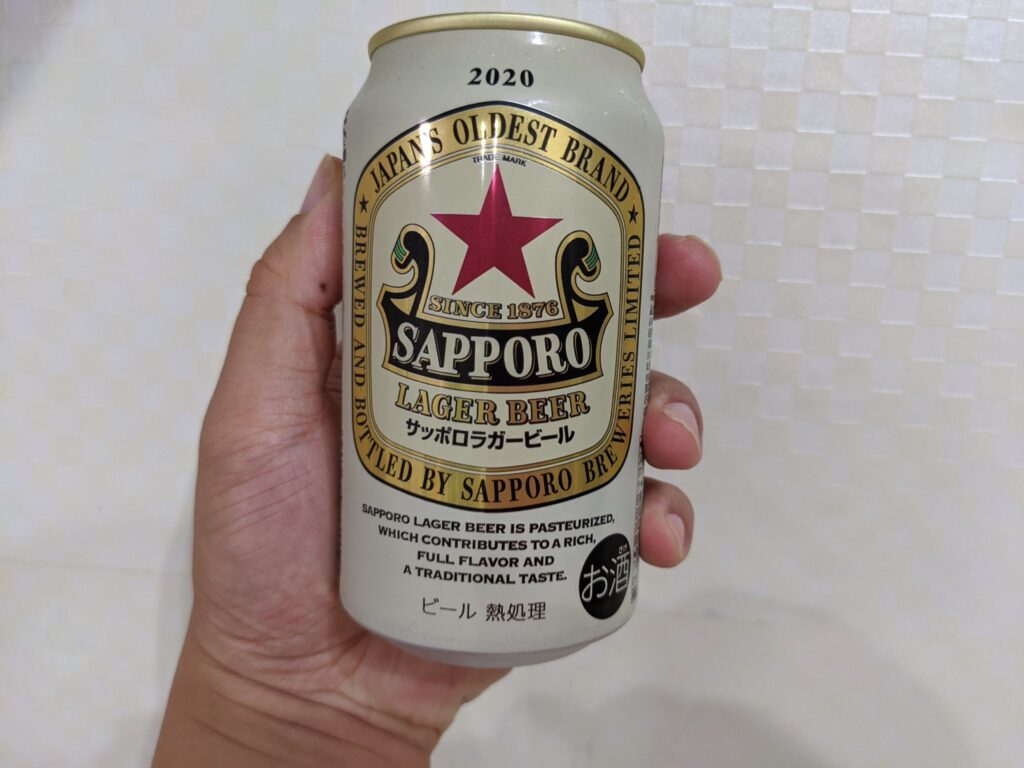 2020
JAPAN'S OLDEST BRAND
TRADE MARK
SINCE 1876
SAPPORO
LAGER BEER
サッポロラガービール
★ BREWED AND BOTTLED BY SAPPORO BREWERIES LIMITED ★
SAPPORO LAGER BEER IS PASTEURIZED,
WHICH CONTRIBUTES TO A RICH,
FULL FLAVOR AND
A TRADITIONAL TASTE.
お酒
ビール 熱処理